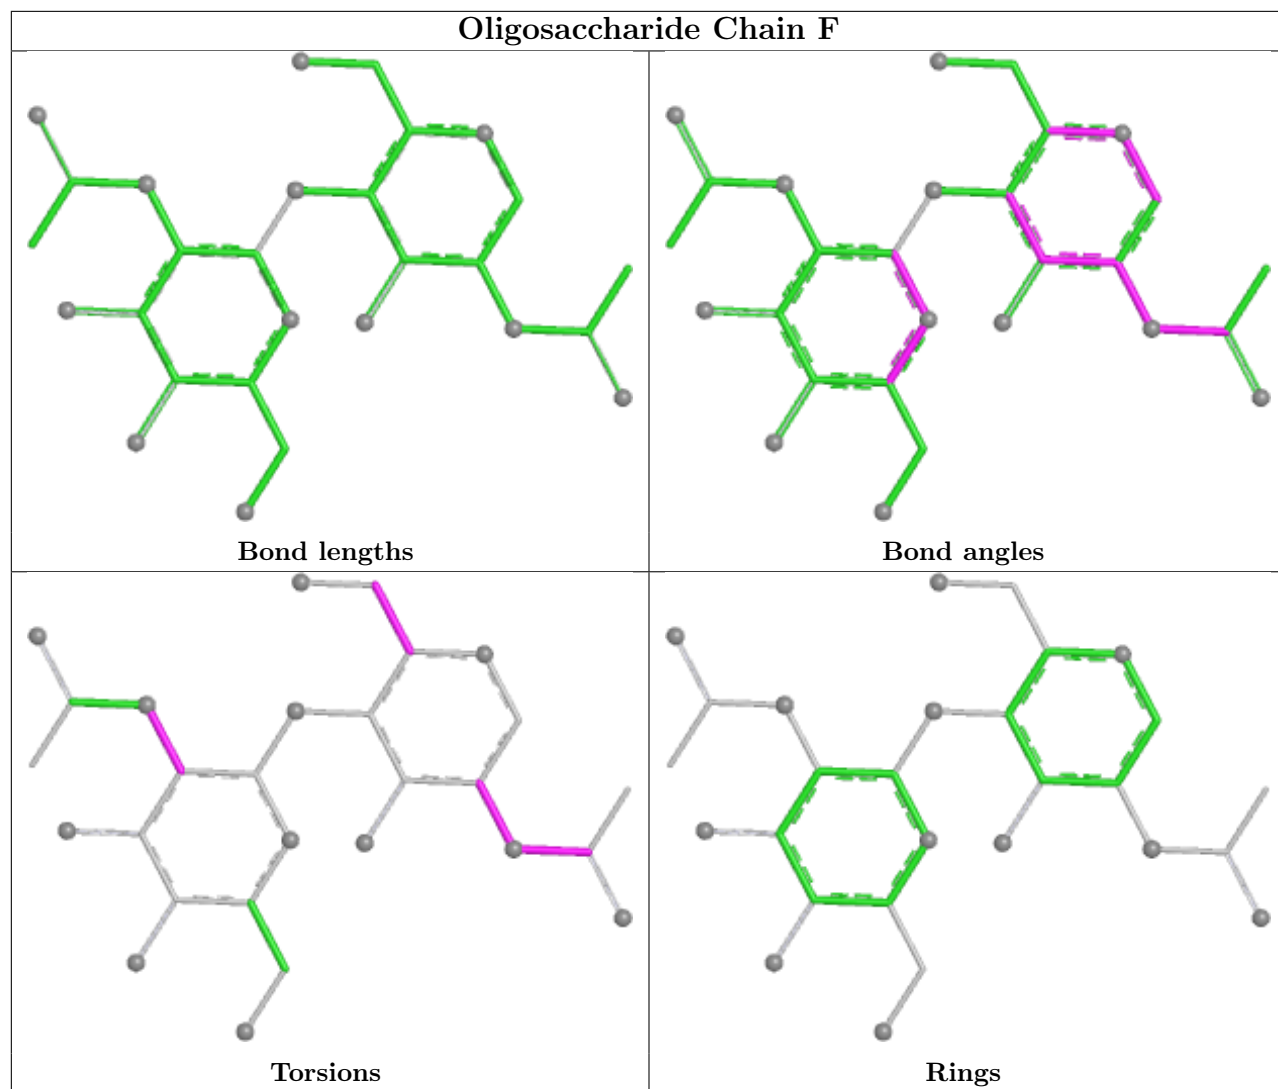 Oligosaccharide Chain F
Bond lengths
Bond angles
Torsions
Rings